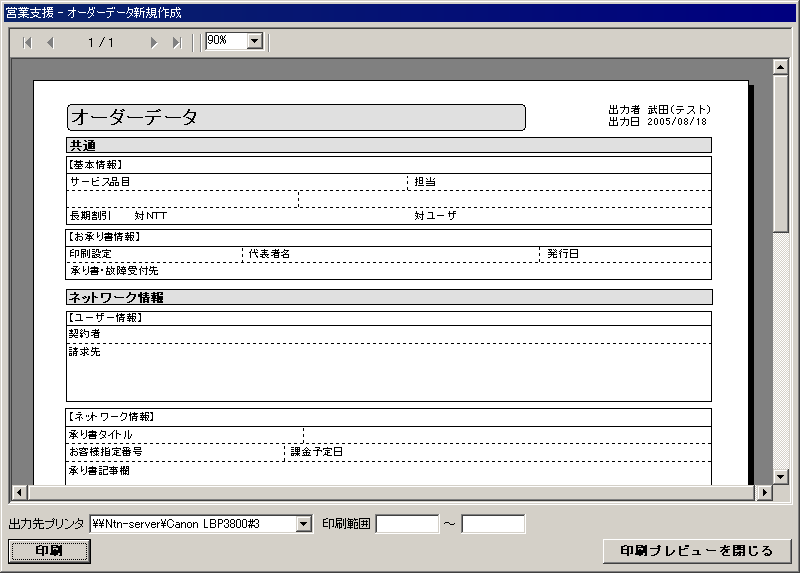 営業支援 - オーダーデータ新規作成
1 / 1
90%
オーダーデータ
出力者 武田(テスト)
出力日 2005/08/18
共通
【基本情報】
サービス品目 担当
長期割引 対NTT 対ユーザ
【お承り書情報】
印刷設定 代表者名 発行日
承り書・故障受付先
ネットワーク情報
【ユーザー情報】
契約者
請求先
【ネットワーク情報】
承り書タイトル
お客様指定番号 課金予定日
承り書記事欄
出力先プリンタ ¥¥Ntn-server¥Canon LBP3800#3 印刷範囲 ～
印刷 印刷プレビューを閉じる